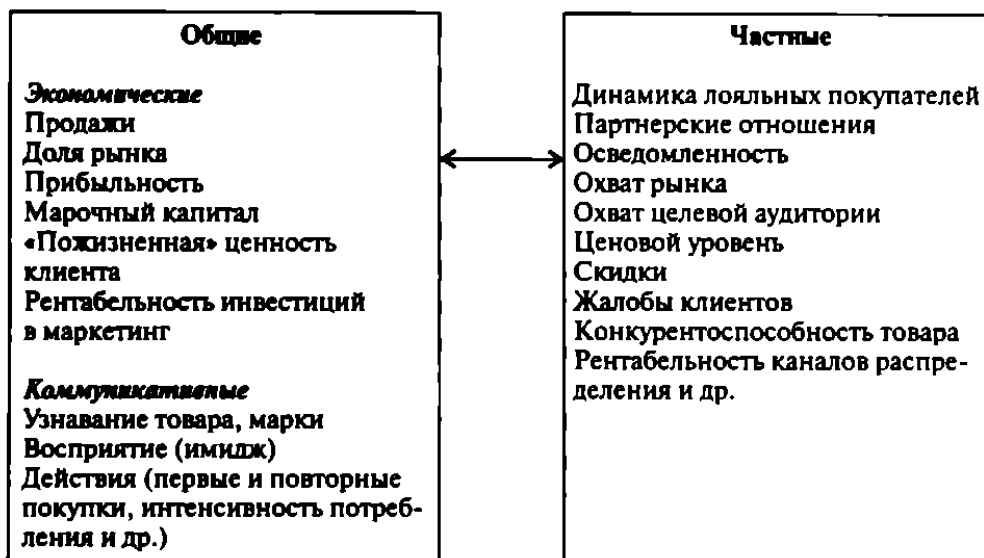 Общие
Экономические
Продажи
Доля рынка
Прибыльность
Марочный капитал
«Пожизненная» ценность
клиента
Рентабельность инвестиций
в маркетинг
Коммуникативные
Узнавание товара, марки
Восприятие (имидж)
Действия (первые и повторные
покупки, интенсивность потреб-
ления и др.)
Частные
Динамика лояльных покупателей
Партнерские отношения
Осведомленность
Охват рынка
Охват целевой аудитории
Ценовой уровень
Скидки
Жалобы клиентов
Конкурентоспособность товара
Рентабельность каналов распре-
деления и др.